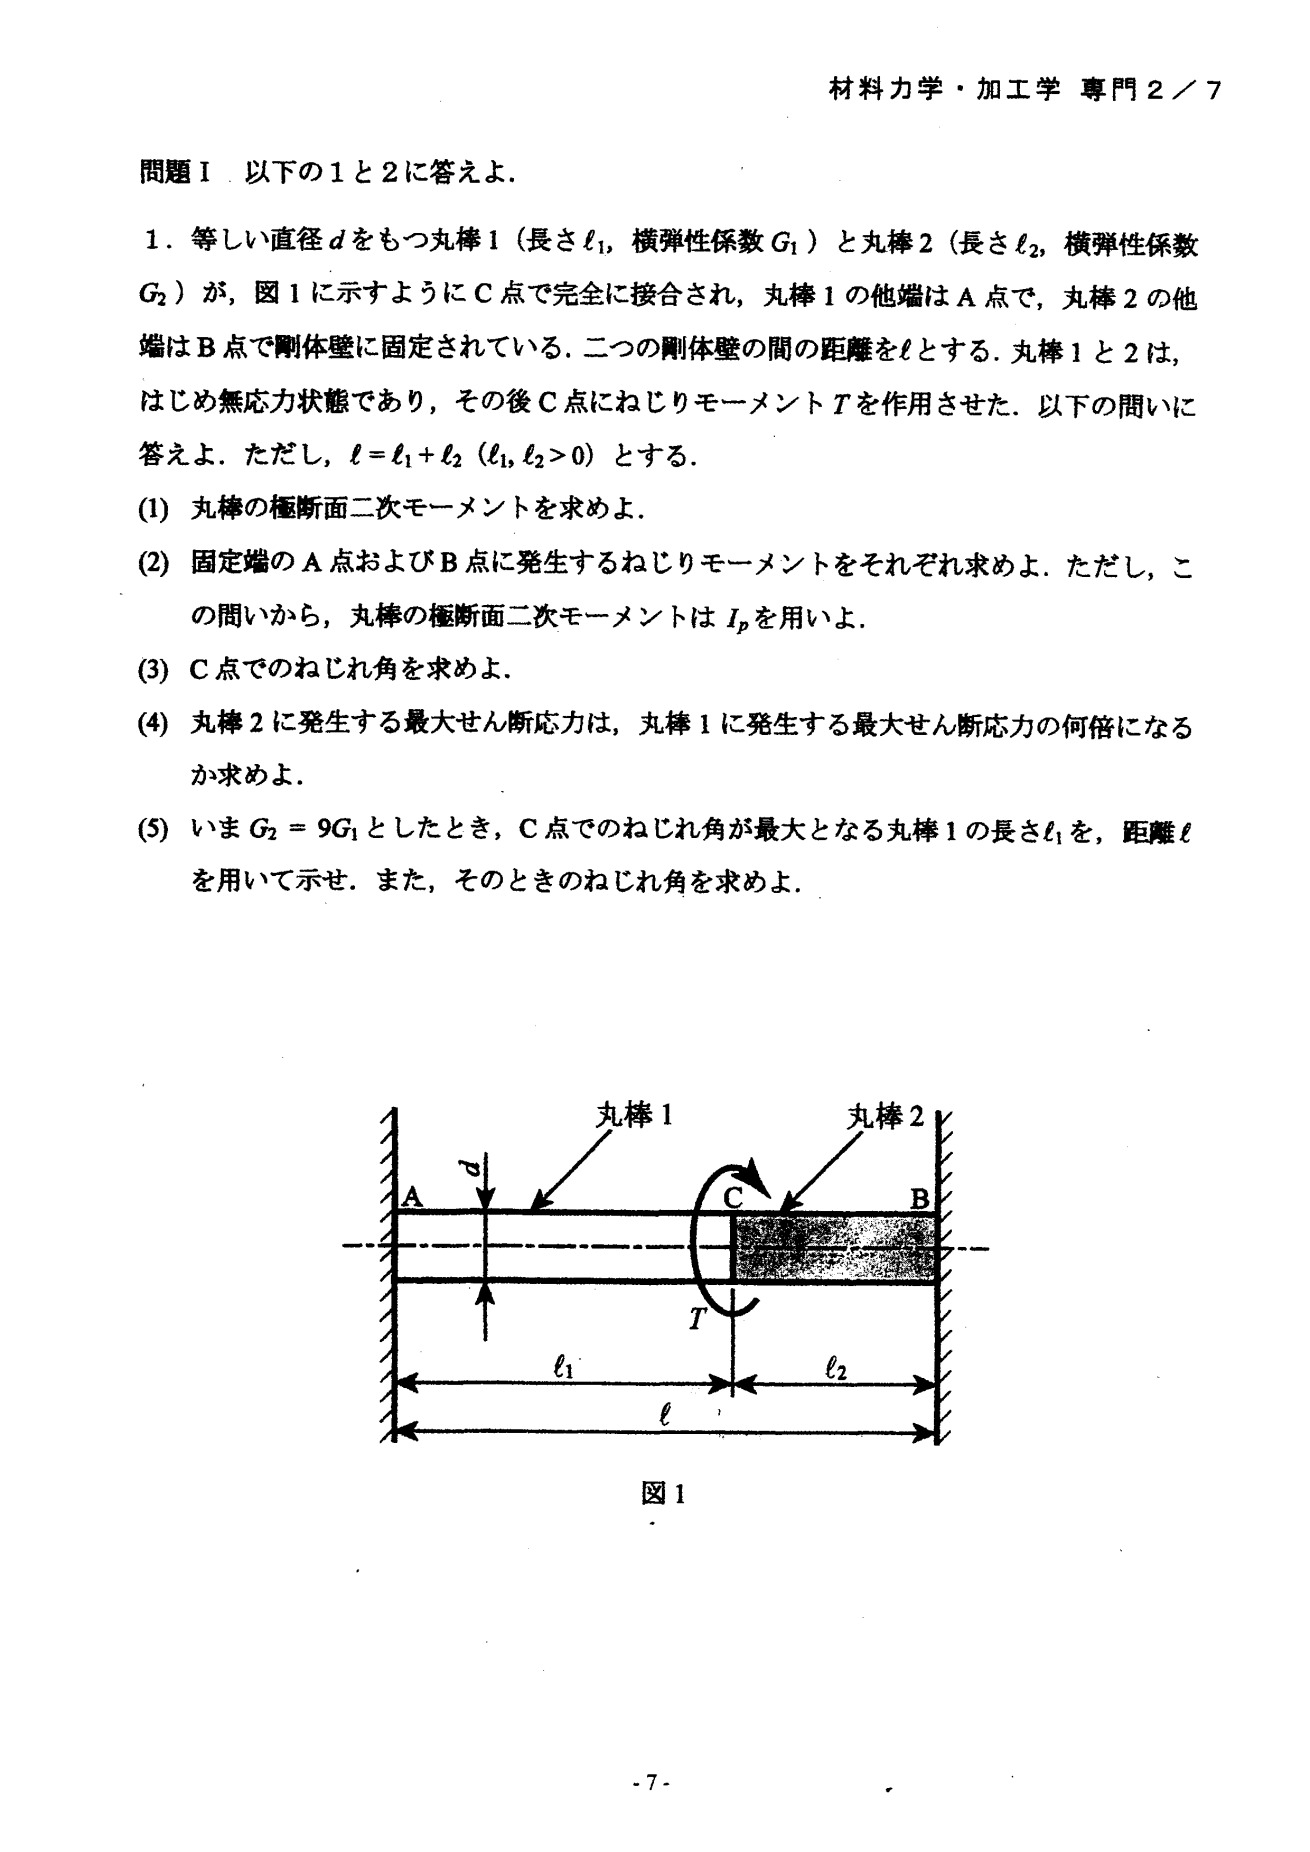 材料力学・加工学 専門２／７
問題Ⅰ 以下の１と２に答えよ．
１．等しい直径 d をもつ丸棒 1（長さℓ1, 横弾性係数 G1）と丸棒 2（長さℓ2, 横弾性係数
G2）が，図 1 に示すように C 点で完全に接合され，丸棒 1 の他端は A 点で，丸棒 2 の他
端は B 点で剛体壁に固定されている．二つの剛体壁の間の距離をℓとする．丸棒 1 と 2 は，
はじめ無応力状態であり，その後 C 点にねじりモーメント T を作用させた．以下の問いに
答えよ．ただし，ℓ = ℓ1 + ℓ2（ℓ1, ℓ2 > 0）とする．
(1) 丸棒の極断面二次モーメントを求めよ．
(2) 固定端の A 点および B 点に発生するねじりモーメントをそれぞれ求めよ．ただし，こ
の問いから，丸棒の極断面二次モーメントは Ip を用いよ．
(3) C 点でのねじれ角を求めよ．
(4) 丸棒 2 に発生する最大せん断応力は，丸棒 1 に発生する最大せん断応力の何倍になる
か求めよ．
(5) いま G2 = 9G1 としたとき，C 点でのねじれ角が最大となる丸棒 1 の長さℓ1 を，距離ℓ
を用いて示せ．また，そのときのねじれ角を求めよ．
丸棒 1
丸棒 2
d
A
C
B
T
ℓ1
ℓ2
ℓ
図 1
- 7 -